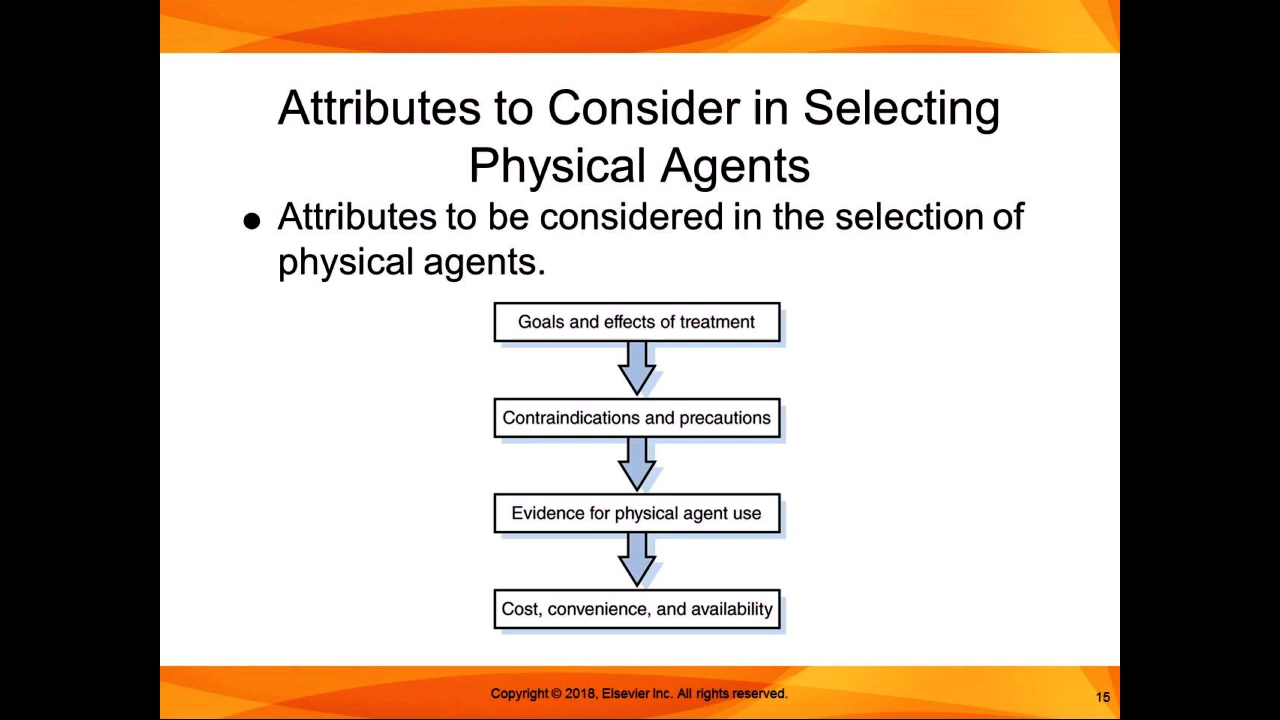 Attributes to Consider in Selecting
Physical Agents
● Attributes to be considered in the selection of
physical agents.
Goals and effects of treatment
Contraindications and precautions
Evidence for physical agent use
Cost, convenience, and availability
Copyright © 2018, Elsevier Inc. All rights reserved.
15